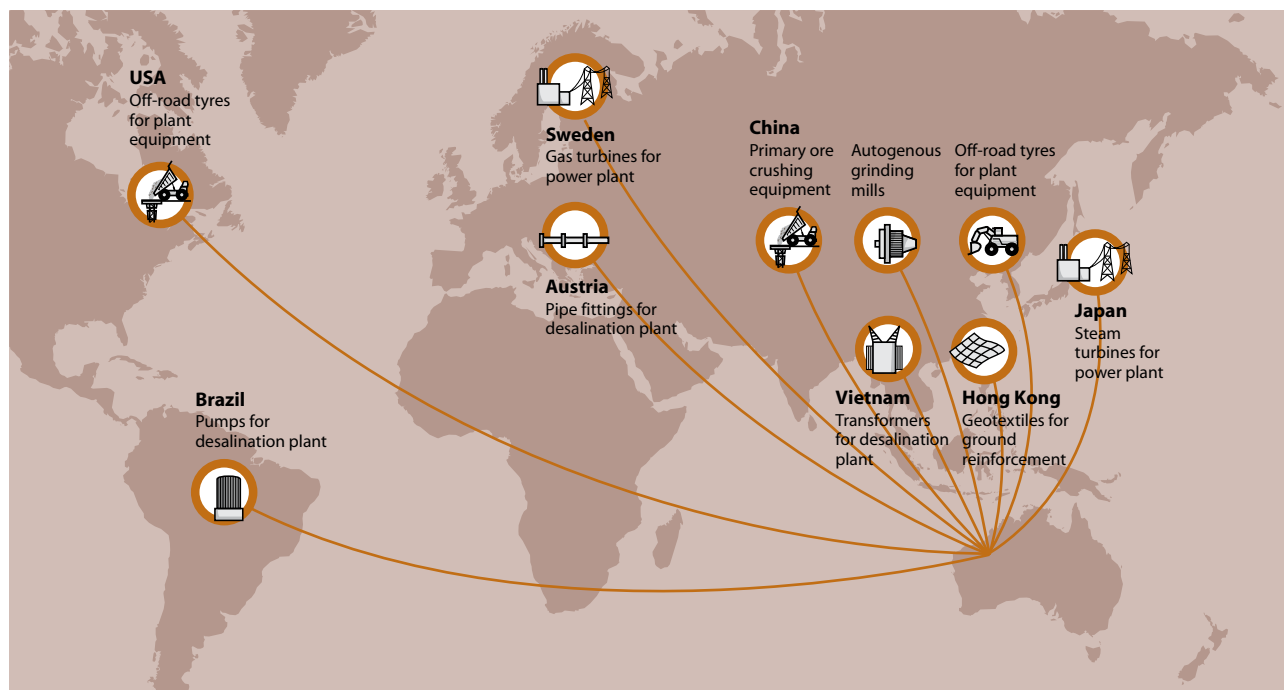 USA
Off-road tyres
for plant
equipment
Sweden
Gas turbines for
power plant
China
Primary ore
crushing
equipment
Autogenous
grinding
mills
Off-road tyres
for plant
equipment
Austria
Pipe fittings for
desalination plant
Japan
Steam
turbines for
power plant
Brazil
Pumps for
desalination plant
Vietnam
Transformers
for desalination
plant
Hong Kong
Geotextiles for
ground
reinforcement